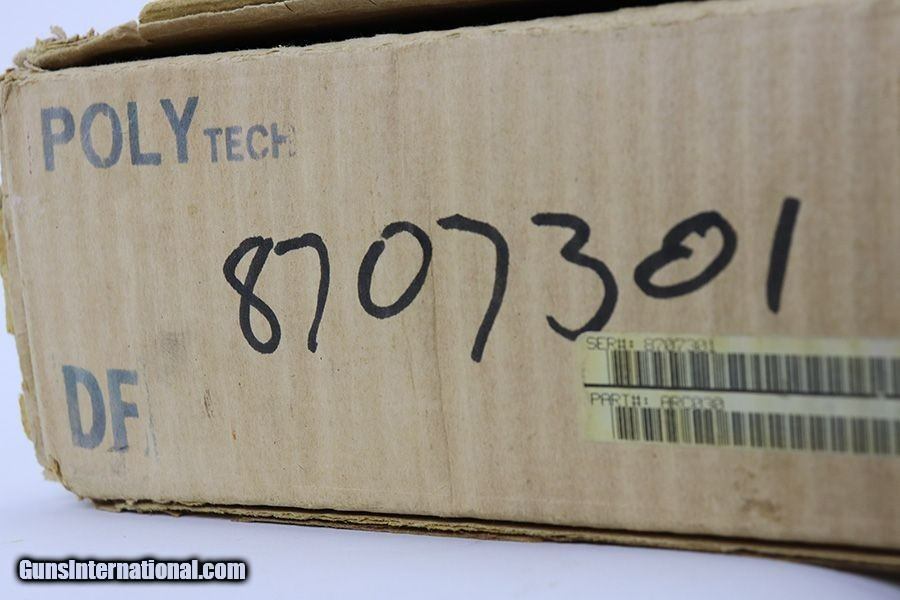 POLY TECH
8707301
DF
SER#: 8707301
PART#: ARC030
GunsInternational.com